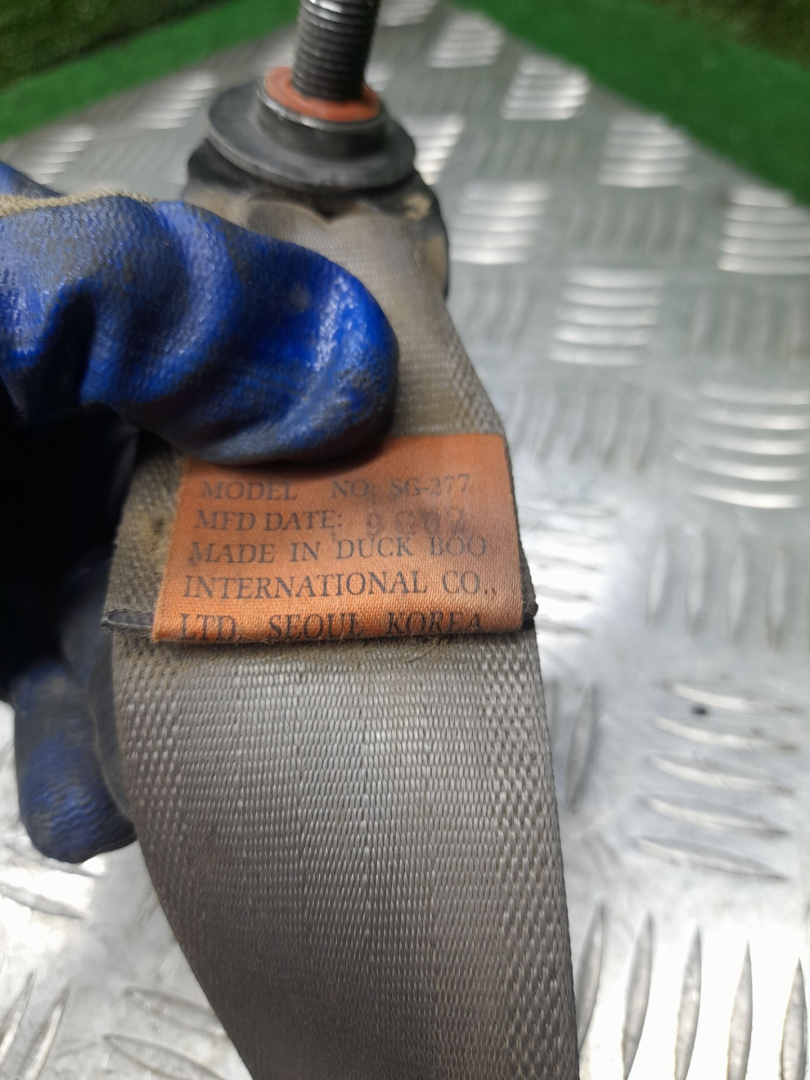 MODEL NO: SG-277
MFD DATE:
MADE IN DUCK BOO
INTERNATIONAL CO.,
LTD. SEOUL KOREA